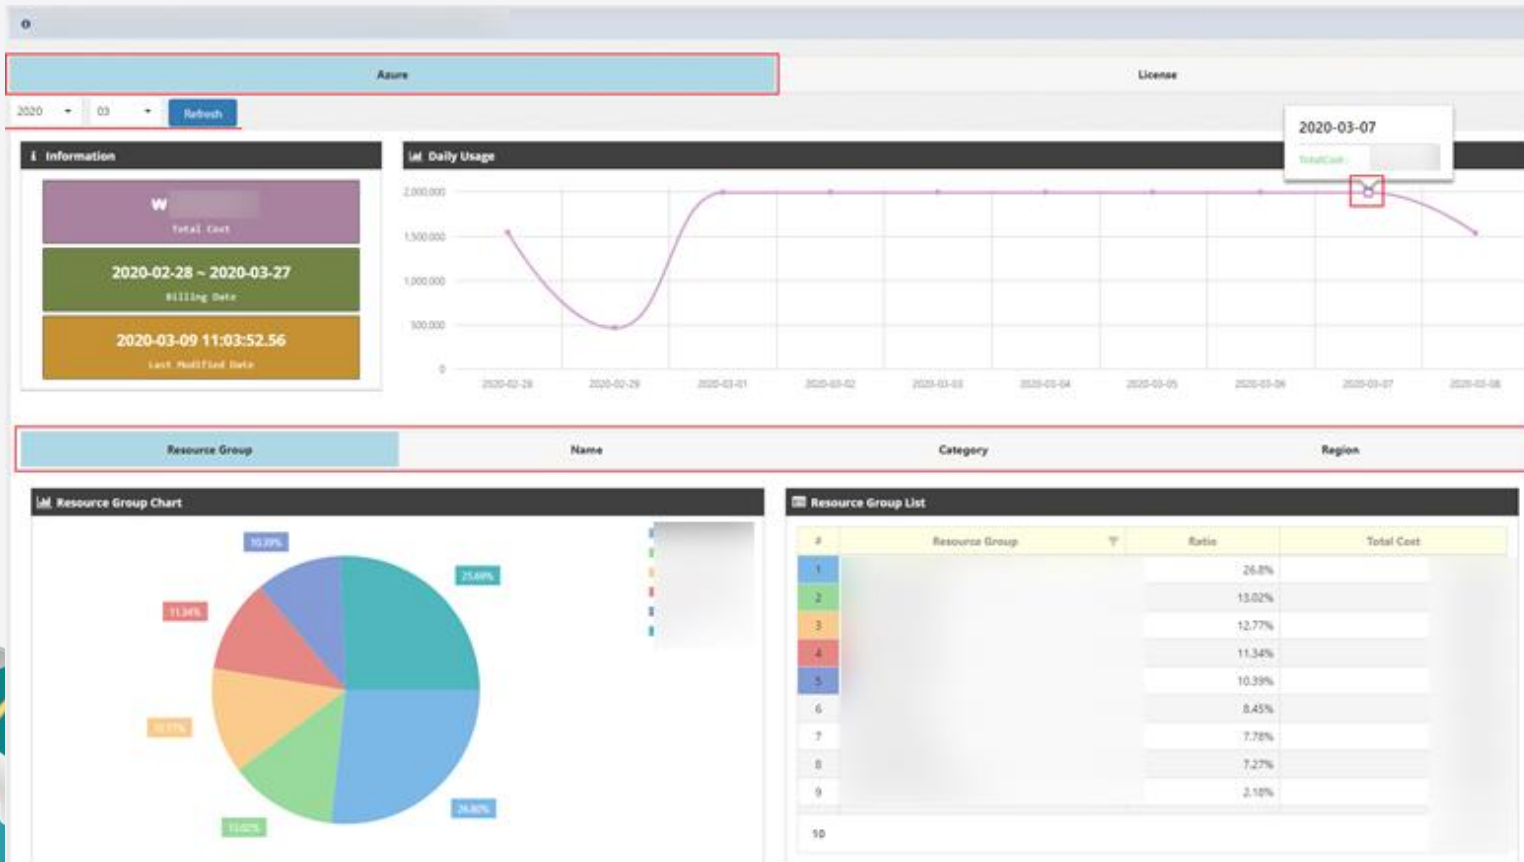 Azure
License
2020
03
Refresh
2020-03-07
TotalCost :
Information
Daily Usage
₩
Total Cost
2020-02-28 ~ 2020-03-27
Billing Date
2020-03-09 11:03:52.56
Last Modified Date
2,000,000
1,500,000
1,000,000
500,000
0
2020-02-28
2020-02-29
2020-03-01
2020-03-02
2020-03-03
2020-03-04
2020-03-05
2020-03-06
2020-03-07
2020-03-08
Resource Group
Name
Category
Region
Resource Group Chart
10.39%
25.69%
11.34%
12.77%
26.80%
13.02%
Resource Group List
# Resource Group Ratio Total Cost
1 26.8%
2 13.02%
3 12.77%
4 11.34%
5 10.39%
6 8.45%
7 7.78%
8 7.27%
9 2.18%
10